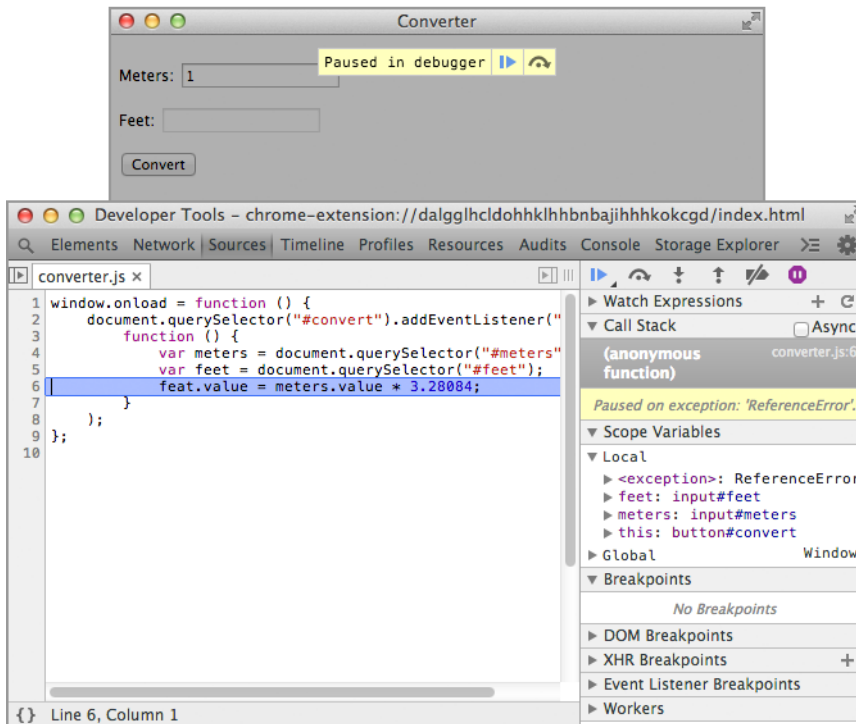 Converter
Paused in debugger
Meters: 1
Feet:
Convert
Developer Tools - chrome-extension://dalgglhcldohhklhhbnbajihhhkokcgd/index.html
Elements Network Sources Timeline Profiles Resources Audits Console Storage Explorer
converter.js ×
1 window.onload = function () {
2 document.querySelector("#convert").addEventListener("
3 function () {
4 var meters = document.querySelector("#meters"
5 var feet = document.querySelector("#feet");
6 feat.value = meters.value * 3.28084;
7 }
8 );
9 };
10
{} Line 6, Column 1
Watch Expressions
Call Stack Async
(anonymous function) converter.js:6
Paused on exception: 'ReferenceError'.
Scope Variables
Local
<exception>: ReferenceError
feet: input#feet
meters: input#meters
this: button#convert
Global Window
Breakpoints
No Breakpoints
DOM Breakpoints
XHR Breakpoints
Event Listener Breakpoints
Workers